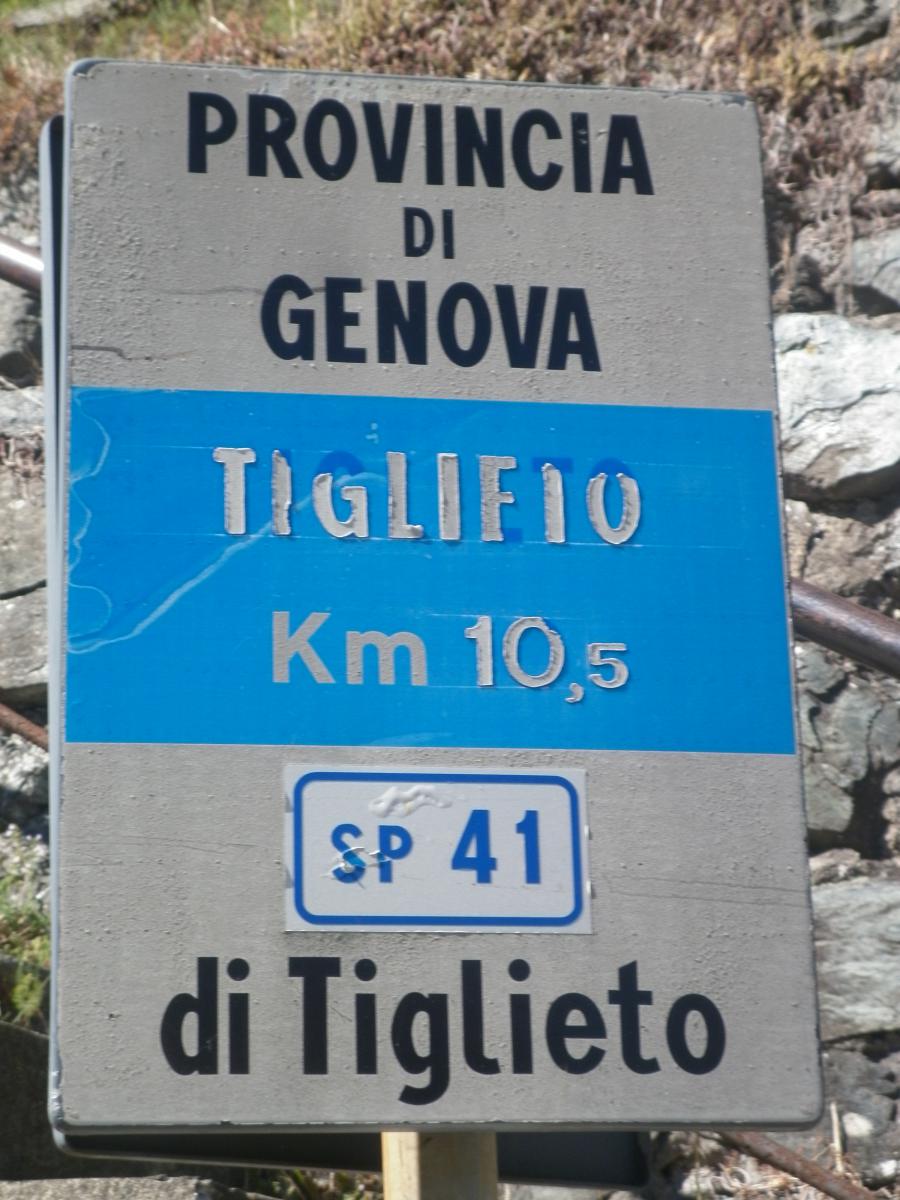 PROVINCIA
DI
GENOVA
TIGLIETO
Km 10,5
SP 41
di Tiglieto